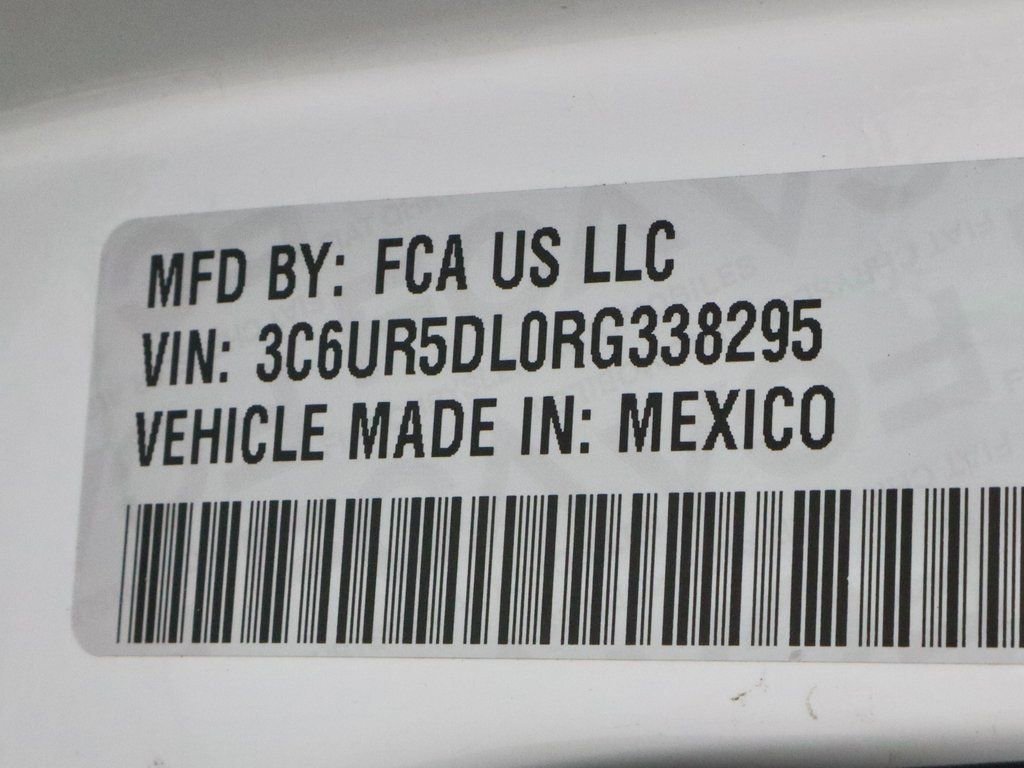 MFD BY: FCA US LLC
VIN: 3C6UR5DL0RG338295
VEHICLE MADE IN: MEXICO